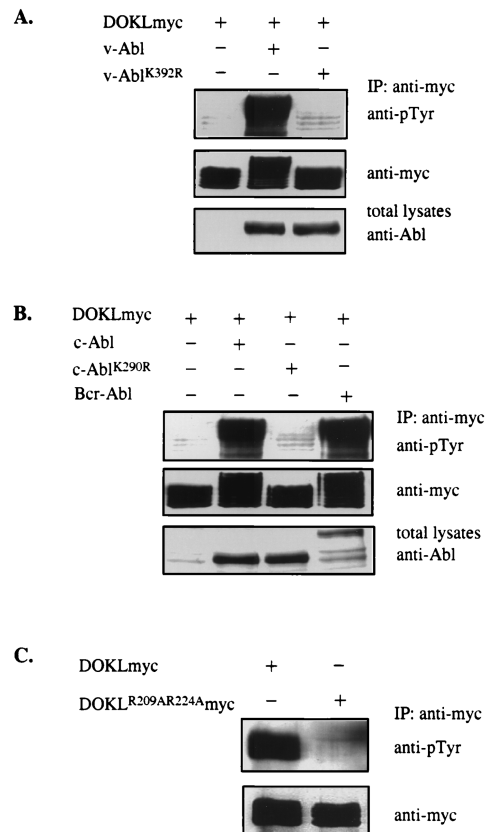 A.
DOKLmyc + + +
v-Abl – + –
v-Abl^K392R – – +
IP: anti-myc
anti-pTyr
anti-myc
total lysates
anti-Abl
B.
DOKLmyc + + + +
c-Abl – + – –
c-Abl^K290R – – + –
Bcr-Abl – – – +
IP: anti-myc
anti-pTyr
anti-myc
total lysates
anti-Abl
C.
DOKLmyc + –
DOKL^R209AR224Amyc – +
IP: anti-myc
anti-pTyr
anti-myc